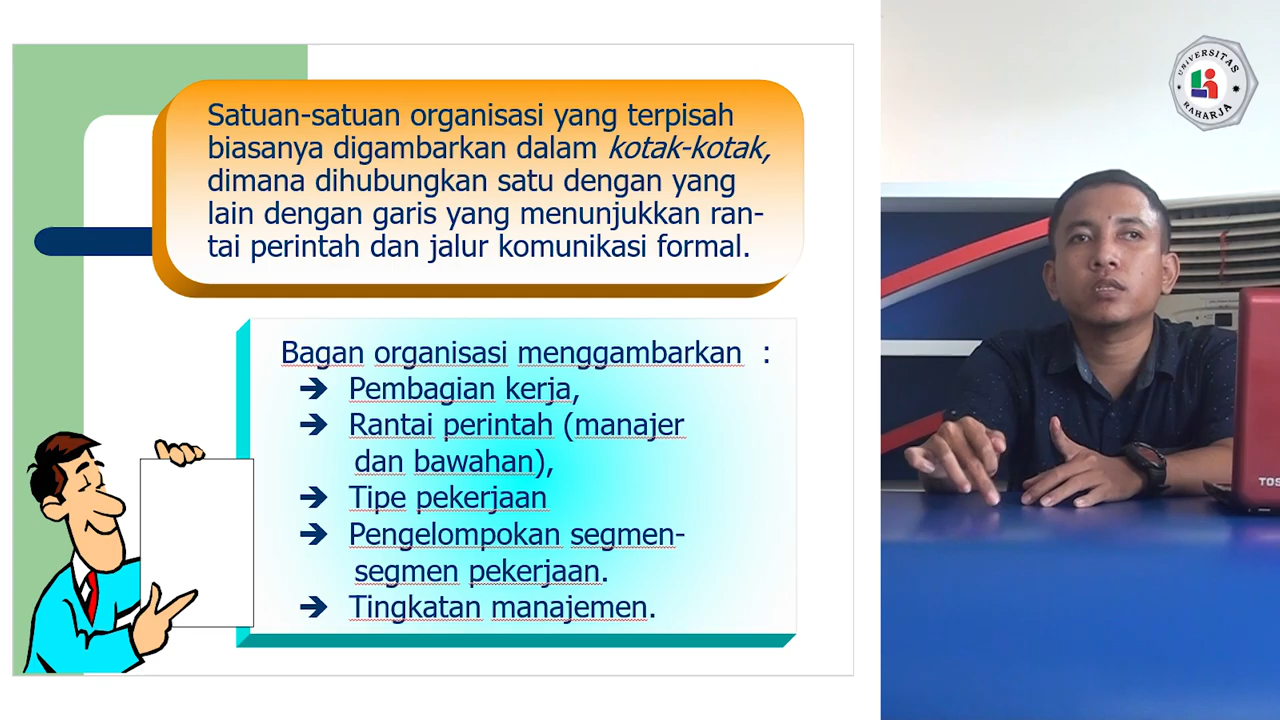 Satuan-satuan organisasi yang terpisah
biasanya digambarkan dalam kotak-kotak,
dimana dihubungkan satu dengan yang
lain dengan garis yang menunjukkan ran-
tai perintah dan jalur komunikasi formal.
Bagan organisasi menggambarkan :
➔ Pembagian kerja,
➔ Rantai perintah (manajer
dan bawahan),
➔ Tipe pekerjaan
➔ Pengelompokan segmen-
segmen pekerjaan.
➔ Tingkatan manajemen.
UNIVERSITAS
RAHARJA
TOS